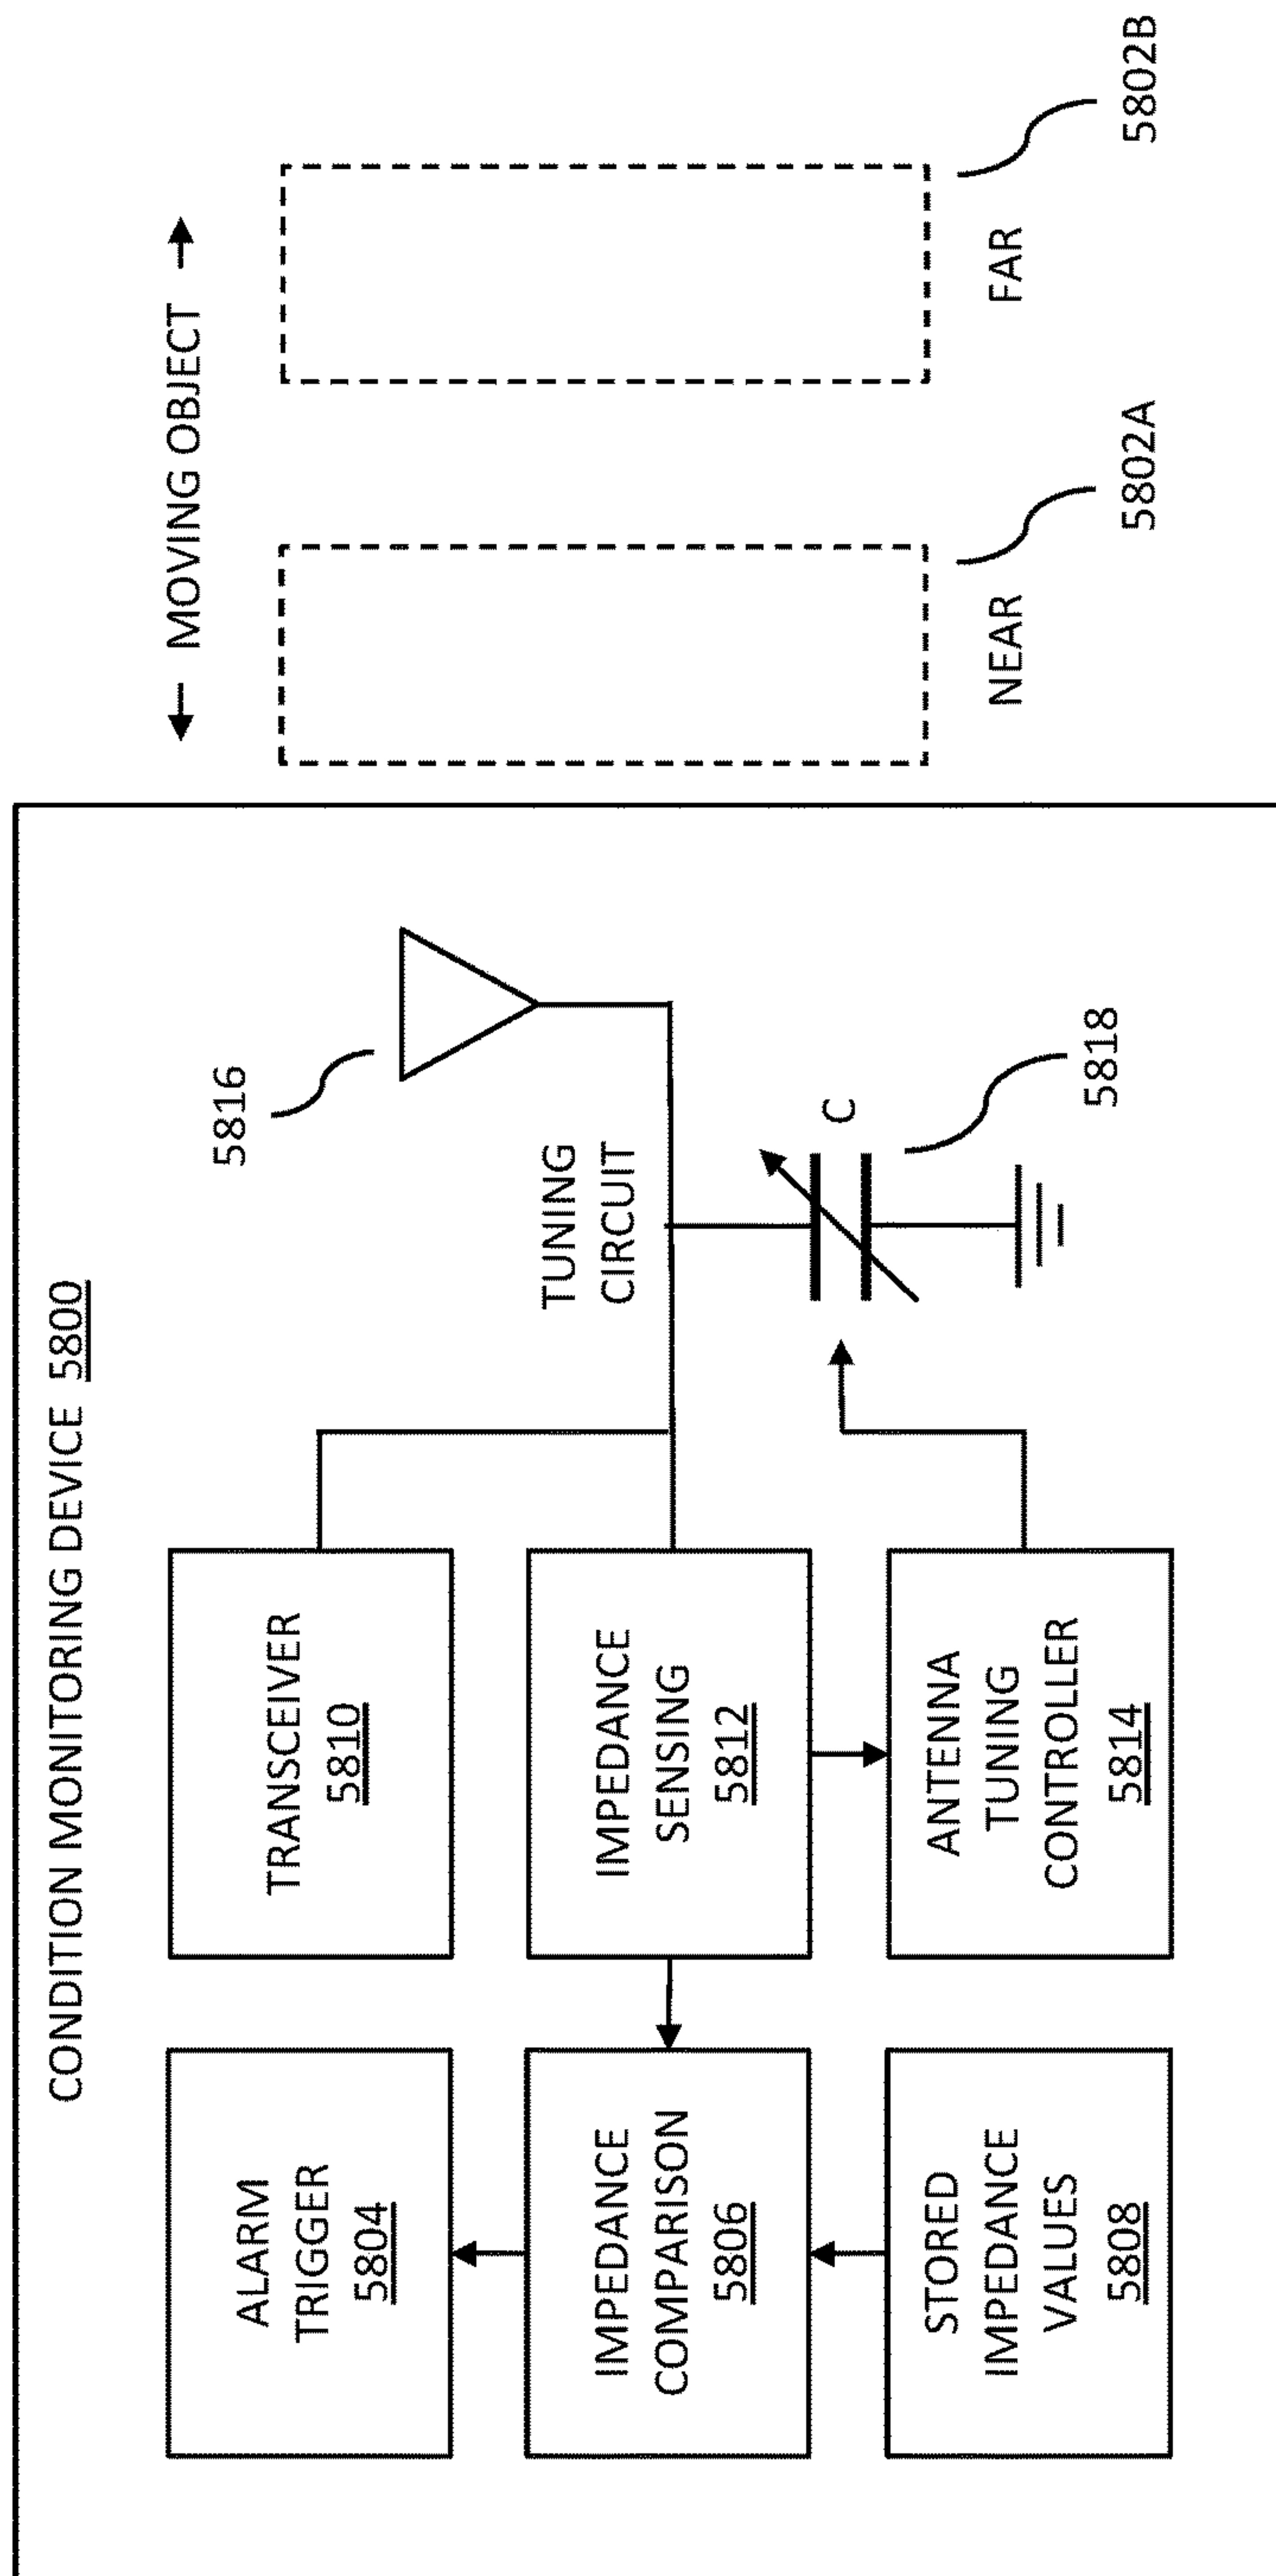 CONDITION MONITORING DEVICE 5800
← MOVING OBJECT →
ALARM
TRIGGER
5804
TRANSCEIVER
5810
5816
TUNING
CIRCUIT
IMPEDANCE
COMPARISON
5806
IMPEDANCE
SENSING
5812
C
5818
STORED
IMPEDANCE
VALUES
5808
ANTENNA
TUNING
CONTROLLER
5814
NEAR
5802A
FAR
5802B